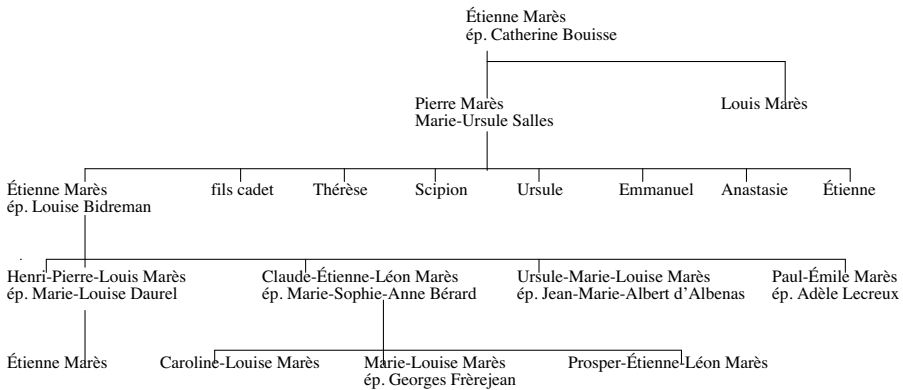 Étienne Marès
ép. Catherine Bouisse
Pierre Marès
Marie-Ursule Salles
Louis Marès
Étienne Marès
ép. Louise Bidreman
fils cadet
Thérèse
Scipion
Ursule
Emmanuel
Anastasie
Étienne
Henri-Pierre-Louis Marès
ép. Marie-Louise Daurel
Claude-Étienne-Léon Marès
ép. Marie-Sophie-Anne Bérard
Ursule-Marie-Louise Marès
ép. Jean-Marie-Albert d’Albenas
Paul-Émile Marès
ép. Adèle Lecreux
Étienne Marès
Caroline-Louise Marès
Marie-Louise Marès
ép. Georges Frèrejean
Prosper-Étienne-Léon Marès